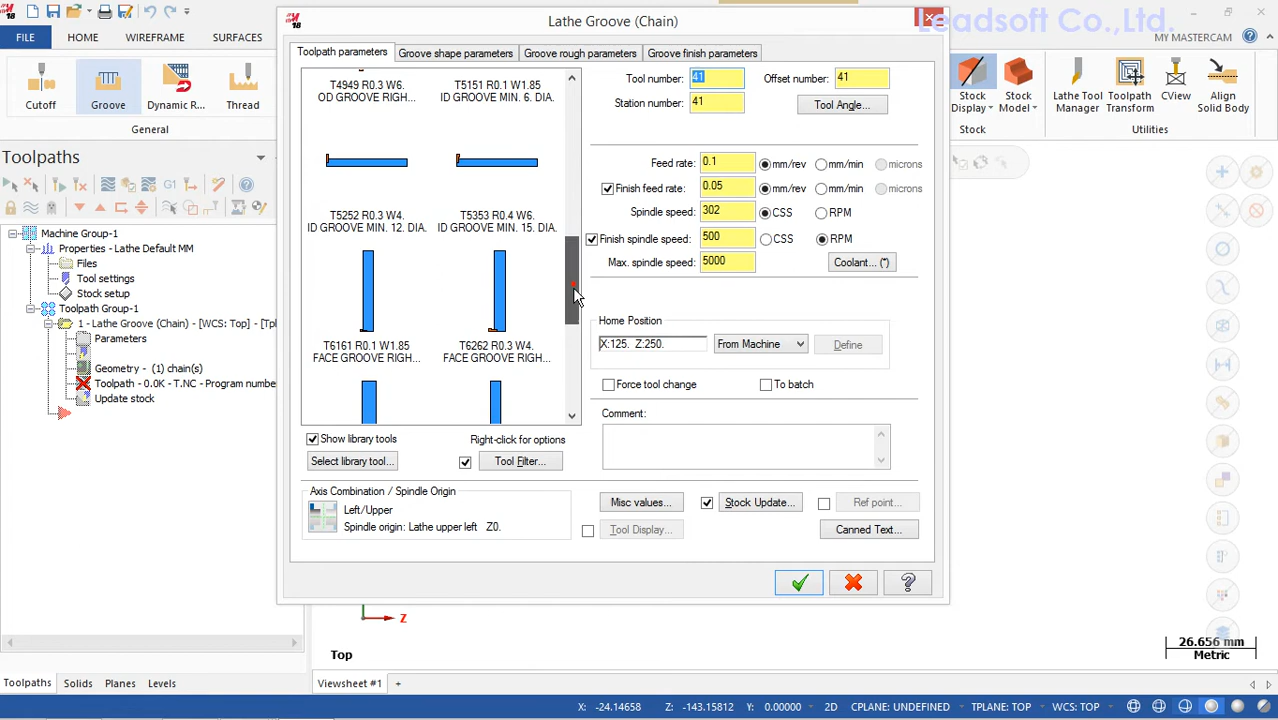 18
Lathe Groove (Chain)
Leadsoft Co.,Ltd.
FILE
HOME
WIREFRAME
SURFACES
MY MASTERCAM
Cutoff
Groove
Dynamic R...
Thread
General
Stock Display
Stock Model
Stock
Lathe Tool Manager
Toolpath Transform
CView
Align Solid Body
Utilities
Toolpaths
G1
Machine Group-1
Properties - Lathe Default MM
Files
Tool settings
Stock setup
Toolpath Group-1
1 - Lathe Groove (Chain) - [WCS: Top] - [Tpl
Parameters
Geometry - (1) chain(s)
Toolpath - 0.0K - T.NC - Program numbe
Update stock
Toolpath parameters
Groove shape parameters
Groove rough parameters
Groove finish parameters
T4949 R0.3 W6.
OD GROOVE RIGH...
T5151 R0.1 W1.85
ID GROOVE MIN. 6. DIA.
T5252 R0.3 W4.
ID GROOVE MIN. 12. DIA.
T5353 R0.4 W6.
ID GROOVE MIN. 15. DIA.
T6161 R0.1 W1.85
FACE GROOVE RIGH...
T6262 R0.3 W4.
FACE GROOVE RIGH...
Show library tools
Right-click for options
Select library tool...
Tool Filter...
Axis Combination / Spindle Origin
Left/Upper
Spindle origin: Lathe upper left Z0.
Tool number: 41
Offset number: 41
Station number: 41
Tool Angle...
Feed rate: 0.1 mm/rev mm/min microns
Finish feed rate: 0.05 mm/rev mm/min microns
Spindle speed: 302 CSS RPM
Finish spindle speed: 500 CSS RPM
Max. spindle speed: 5000
Coolant... (*)
Home Position
X:125. Z:250.
From Machine
Define
Force tool change
To batch
Comment:
Misc values...
Stock Update...
Ref point...
Tool Display...
Canned Text...
Z
Top
26.656 mm
Metric
Toolpaths
Solids
Planes
Levels
Viewsheet #1
+
X: -24.14658
Z: -143.15812
Y: 0.00000
2D
CPLANE: UNDEFINED
TPLANE: TOP
WCS: TOP